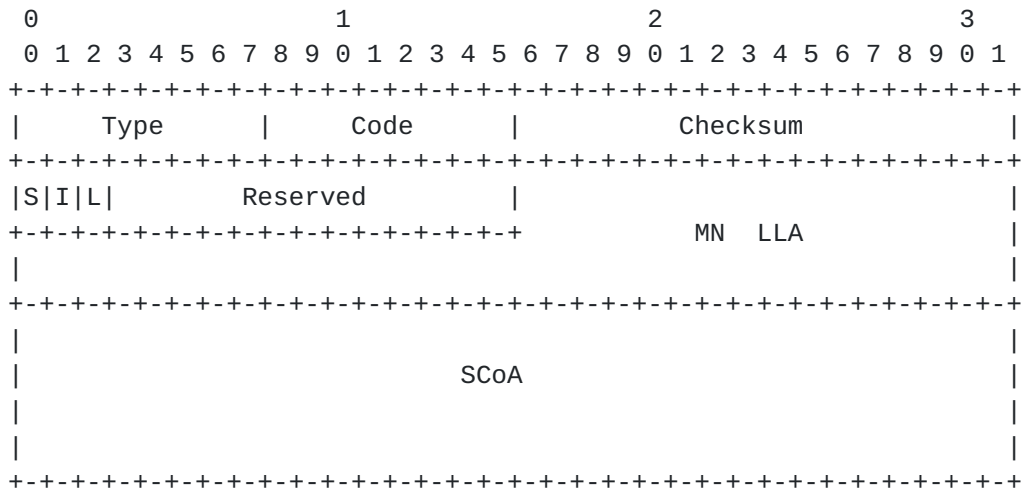 0                   1                   2                   3
 0 1 2 3 4 5 6 7 8 9 0 1 2 3 4 5 6 7 8 9 0 1 2 3 4 5 6 7 8 9 0 1
+-+-+-+-+-+-+-+-+-+-+-+-+-+-+-+-+-+-+-+-+-+-+-+-+-+-+-+-+-+-+-+-+
|     Type      |     Code      |          Checksum             |
+-+-+-+-+-+-+-+-+-+-+-+-+-+-+-+-+-+-+-+-+-+-+-+-+-+-+-+-+-+-+-+-+
|S|I|L|        Reserved         |                               |
+-+-+-+-+-+-+-+-+-+-+-+-+-+-+-+-+           MN  LLA             |
|                                                               |
+-+-+-+-+-+-+-+-+-+-+-+-+-+-+-+-+-+-+-+-+-+-+-+-+-+-+-+-+-+-+-+-+
|                                                               |
|                            SCoA                               |
|                                                               |
|                                                               |
+-+-+-+-+-+-+-+-+-+-+-+-+-+-+-+-+-+-+-+-+-+-+-+-+-+-+-+-+-+-+-+-+